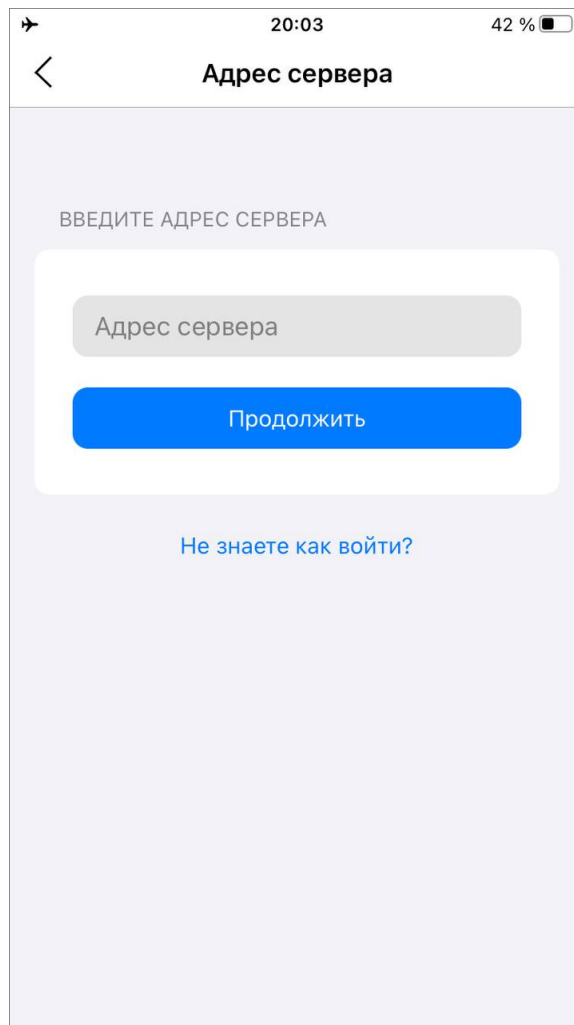 20:03
42 %
Адрес сервера
ВВЕДИТЕ АДРЕС СЕРВЕРА
Адрес сервера
Продолжить
Не знаете как войти?